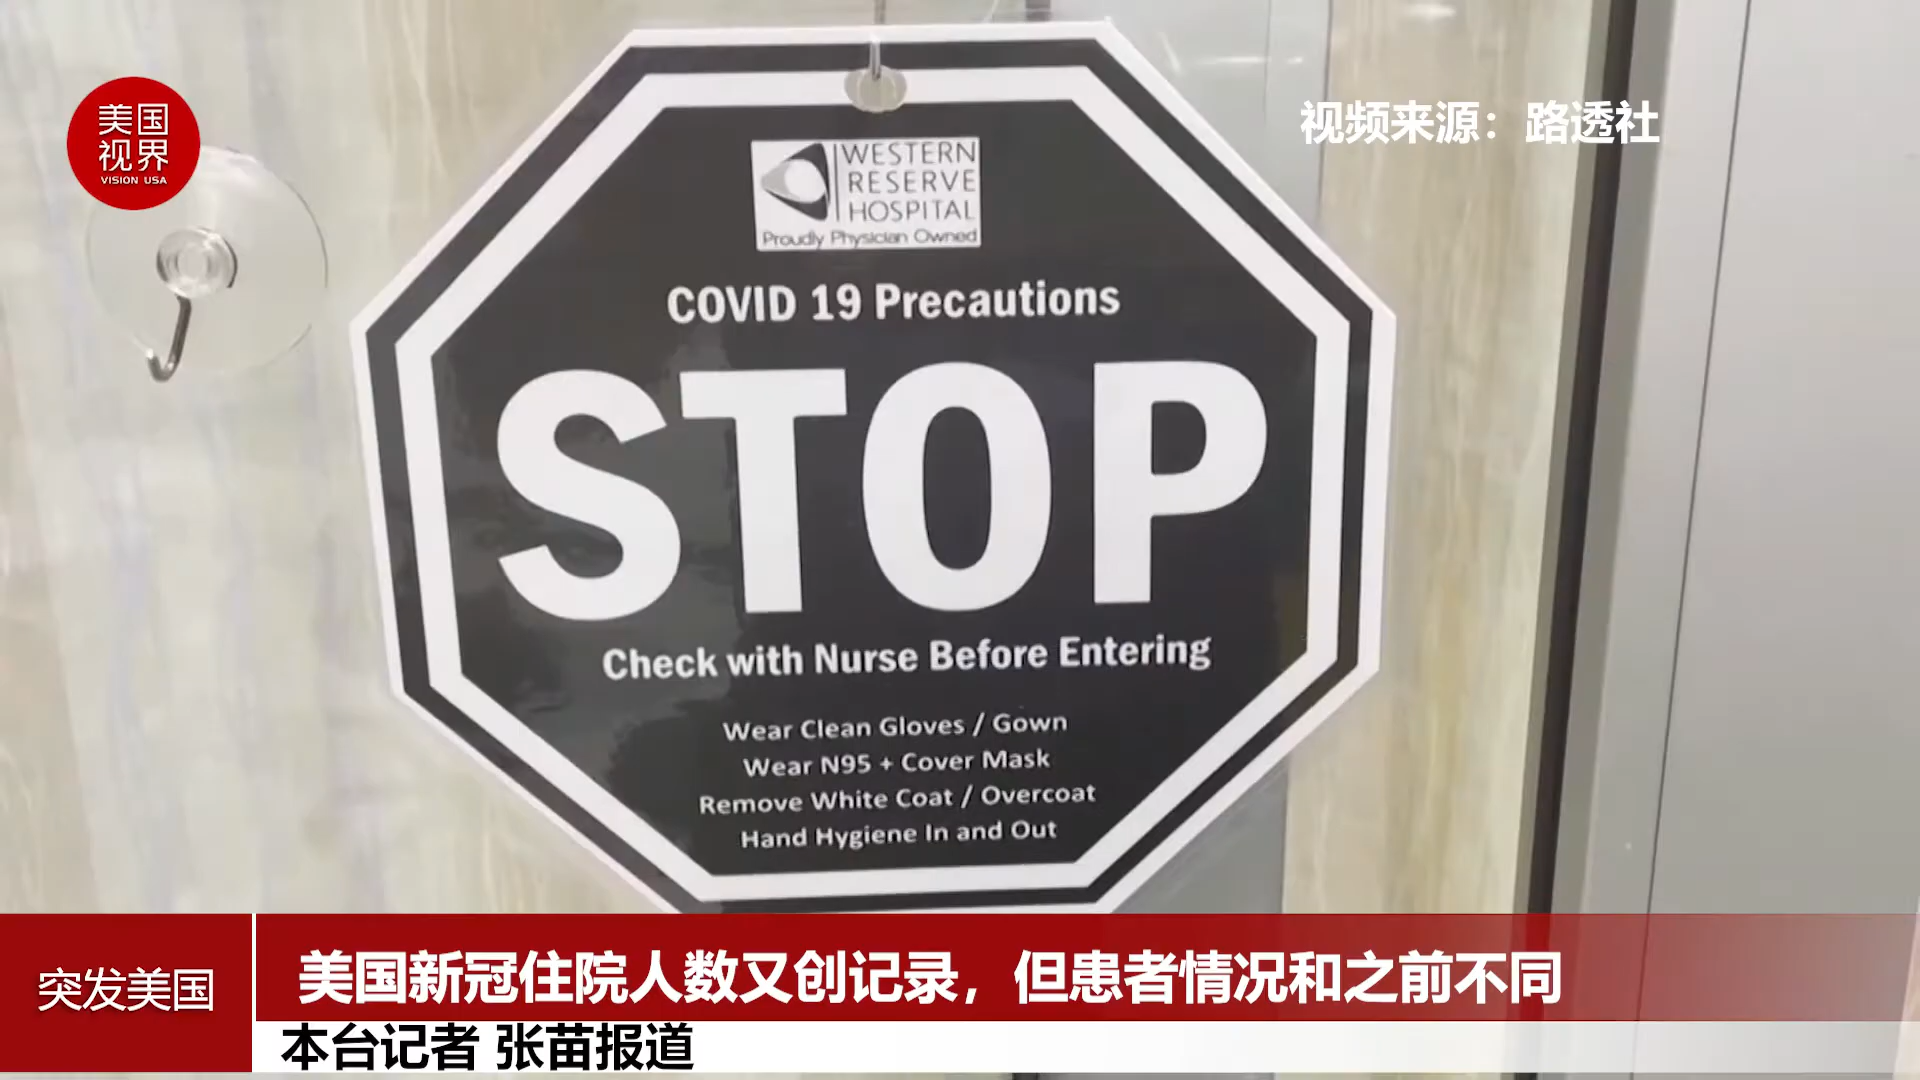 美国
视界
VISION USA
视频来源：路透社
WESTERN
RESERVE
HOSPITAL
Proudly Physician Owned
COVID 19 Precautions
STOP
Check with Nurse Before Entering
Wear Clean Gloves / Gown
Wear N95 + Cover Mask
Remove White Coat / Overcoat
Hand Hygiene In and Out
突发美国
美国新冠住院人数又创记录，但患者情况和之前不同
本台记者 张苗报道